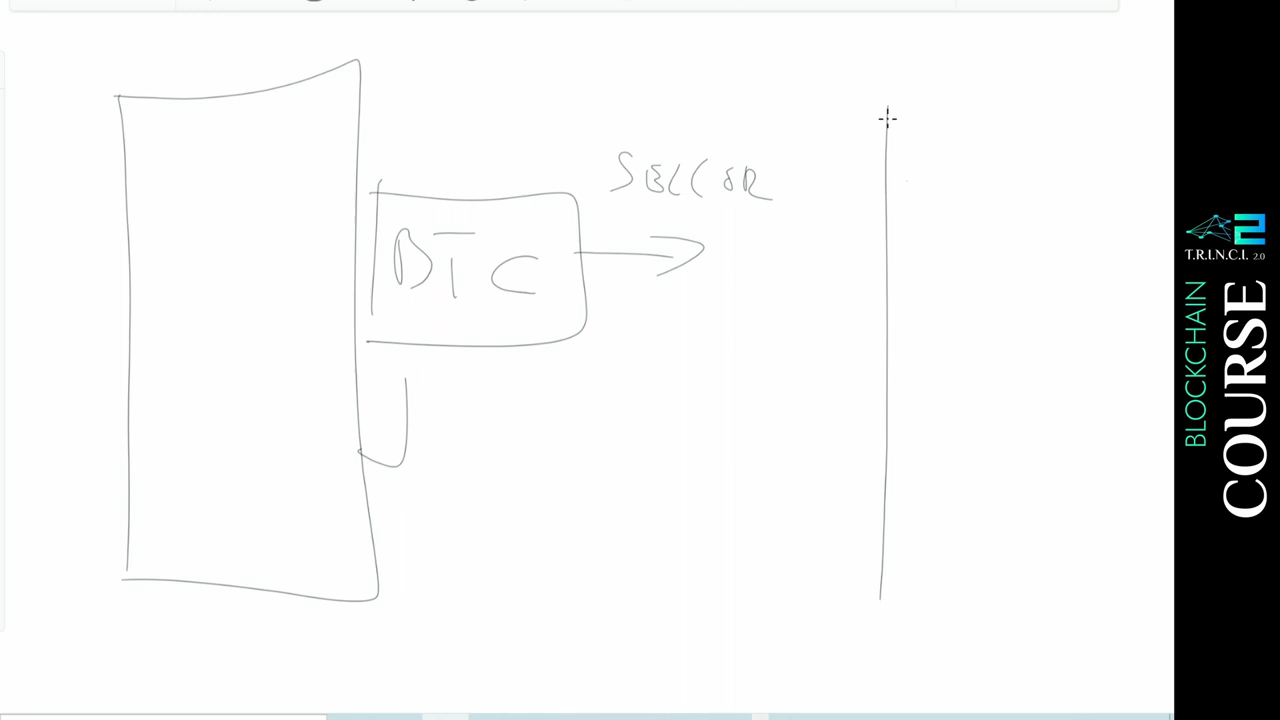 SELLER
BTC
T.R.I.N.C.I. 2.0
BLOCKCHAIN
COURSE